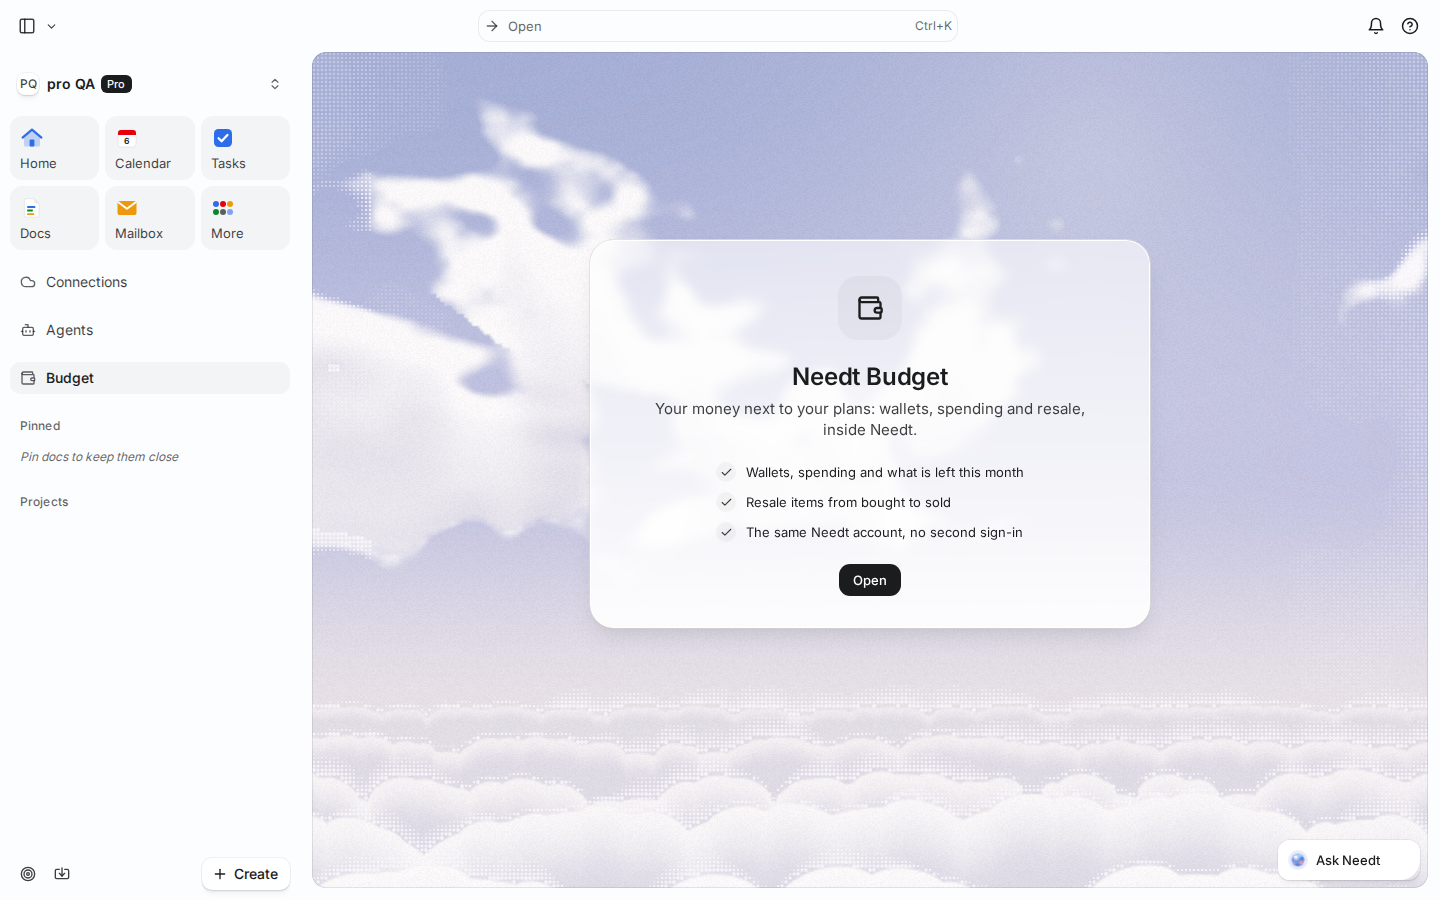 Open
Ctrl+K
PQ
pro QA
Pro
Home
6
Calendar
Tasks
Docs
Mailbox
More
Connections
Agents
Budget
Pinned
Pin docs to keep them close
Projects
Create
Needt Budget
Your money next to your plans: wallets, spending and resale,
inside Needt.
Wallets, spending and what is left this month
Resale items from bought to sold
The same Needt account, no second sign-in
Open
Ask Needt